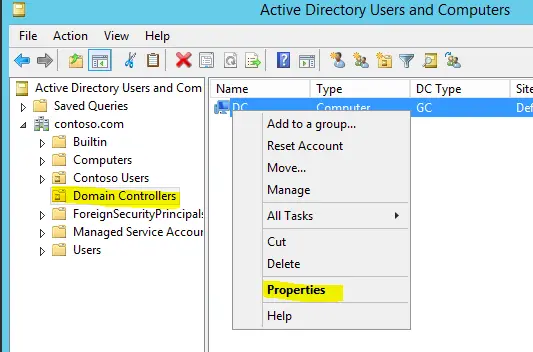 Active Directory Users and Computers
File Action View Help
Active Directory Users and Com
Saved Queries
contoso.com
Builtin
Computers
Contoso Users
Domain Controllers
ForeignSecurityPrincipals
Managed Service Accou
Users
Name Type DC Type Site
DC Computer GC Def
Add to a group...
Reset Account
Move...
Manage
All Tasks
Cut
Delete
Properties
Help